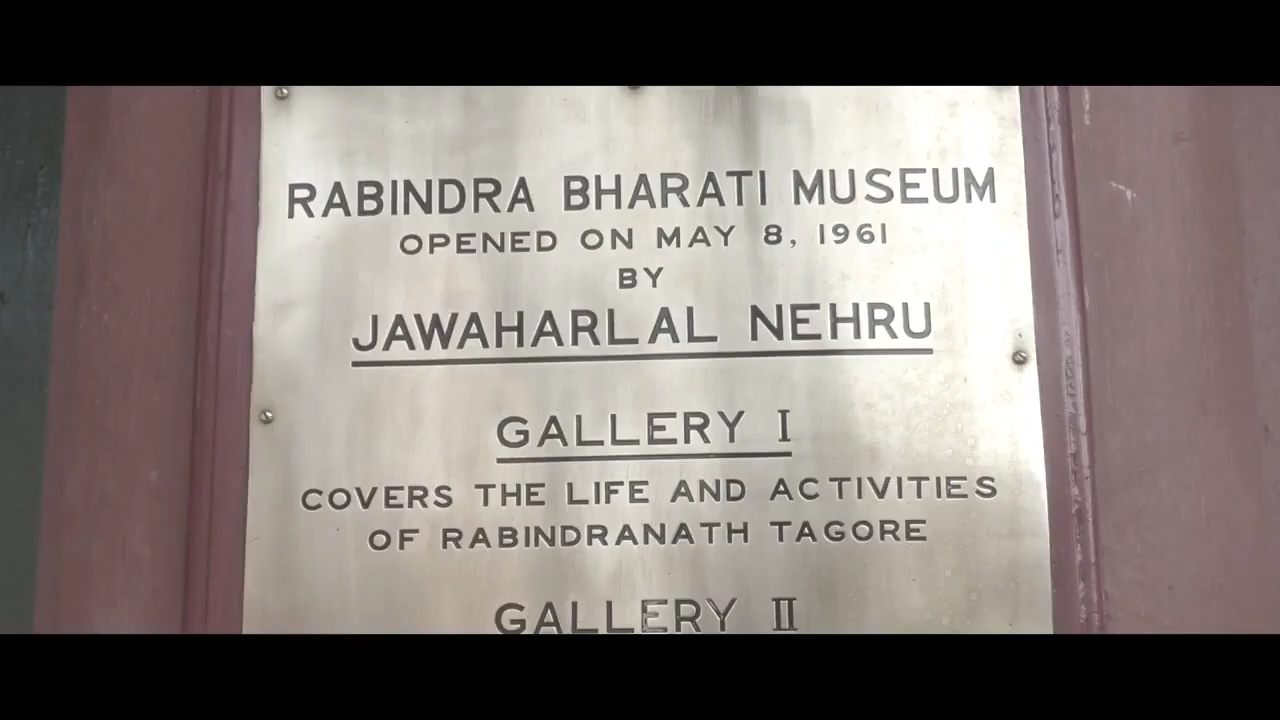 RABINDRA BHARATI MUSEUM
OPENED ON MAY 8, 1961
BY
JAWAHARLAL NEHRU
GALLERY I
COVERS THE LIFE AND ACTIVITIES
OF RABINDRANATH TAGORE
GALLERY II